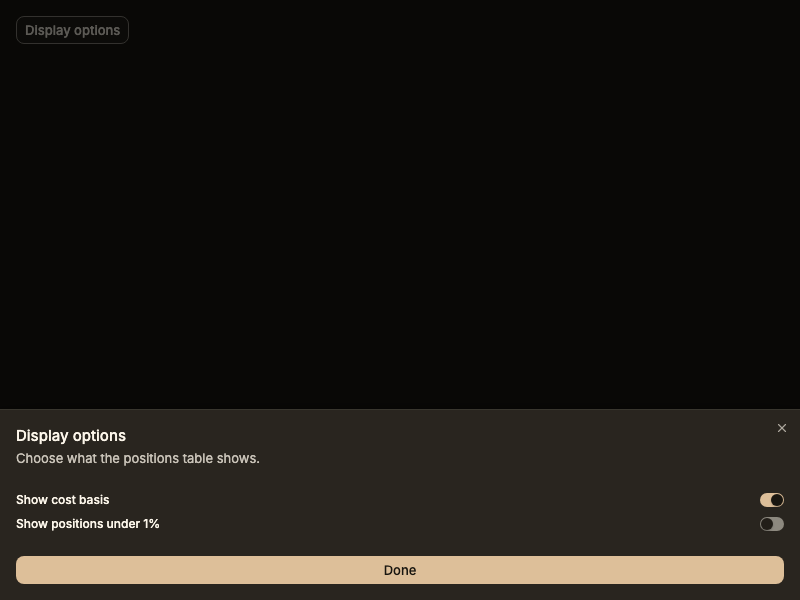 Display options
Display options
Choose what the positions table shows.
Show cost basis
Show positions under 1%
Done